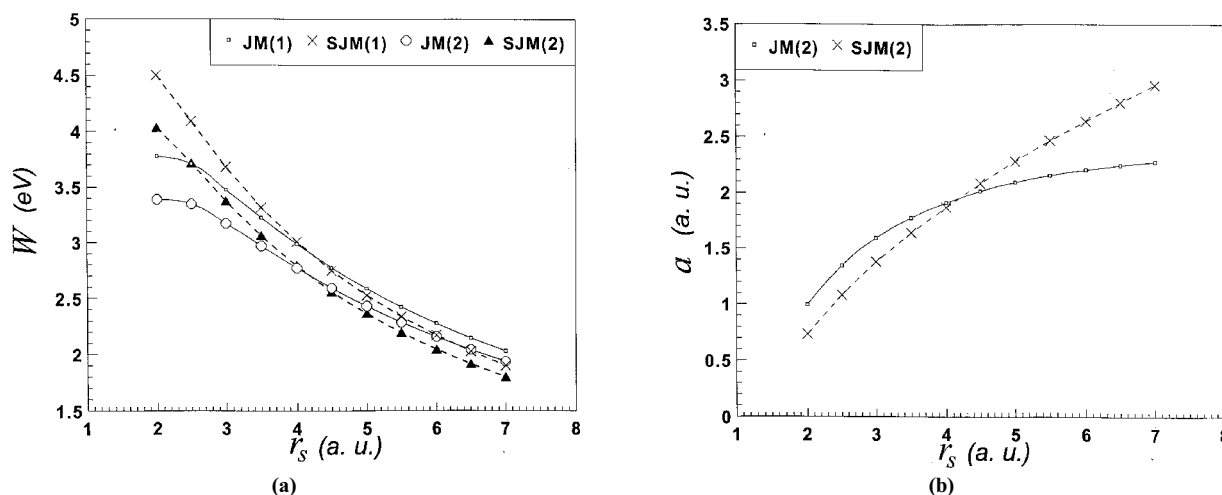 JM(1) SJM(1) JM(2) SJM(2)
5
4.5
4
3.5
3
2.5
2
1.5
W (eV)
1 2 3 4 5 6 7 8
r_s (a. u.)
(a)
JM(2) SJM(2)
3.5
3
2.5
2
1.5
1
0.5
0
a (a. u.)
1 2 3 4 5 6 7 8
r_s (a. u.)
(b)